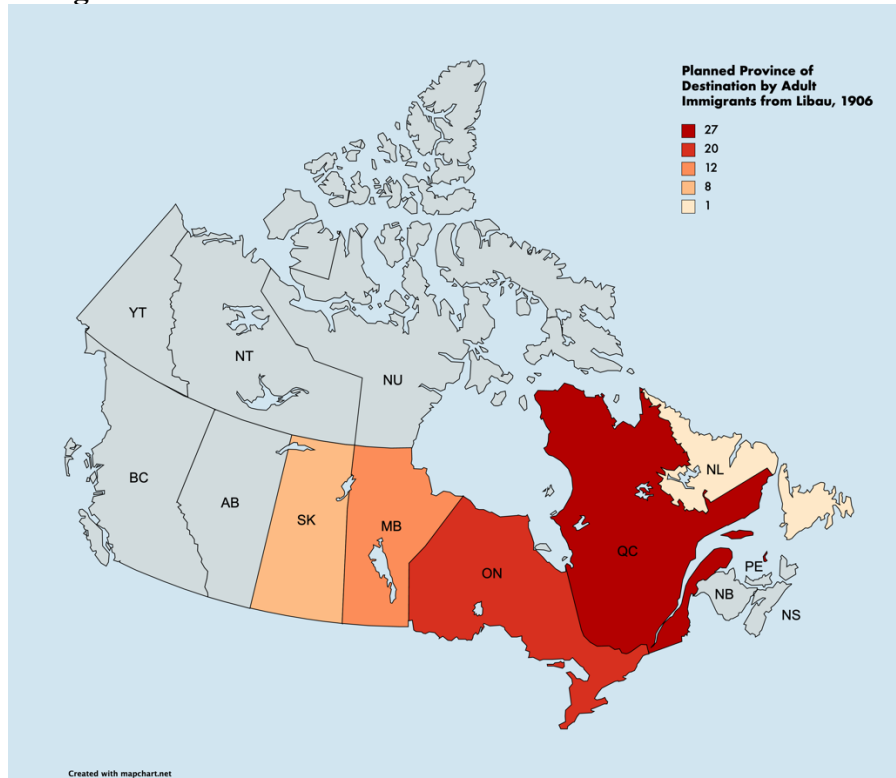 Planned Province of
Destination by Adult
Immigrants from Libau, 1906
27
20
12
8
1
YT
NT
NU
BC
AB
SK
MB
ON
QC
NL
PE
NB
NS
Created with mapchart.net